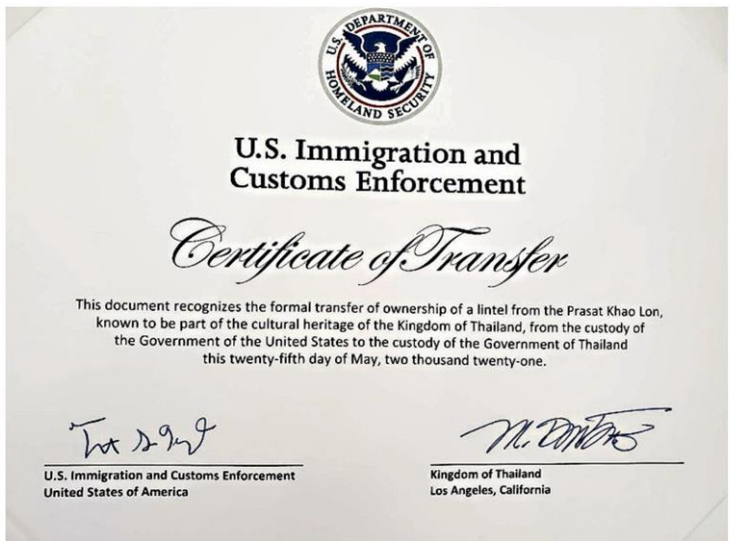 U.S. DEPARTMENT OF
HOMELAND SECURITY
U.S. Immigration and
Customs Enforcement
Certificate of Transfer
This document recognizes the formal transfer of ownership of a lintel from the Prasat Khao Lon,
known to be part of the cultural heritage of the Kingdom of Thailand, from the custody of
the Government of the United States to the custody of the Government of Thailand
this twenty-fifth day of May, two thousand twenty-one.
U.S. Immigration and Customs Enforcement
United States of America
Kingdom of Thailand
Los Angeles, California